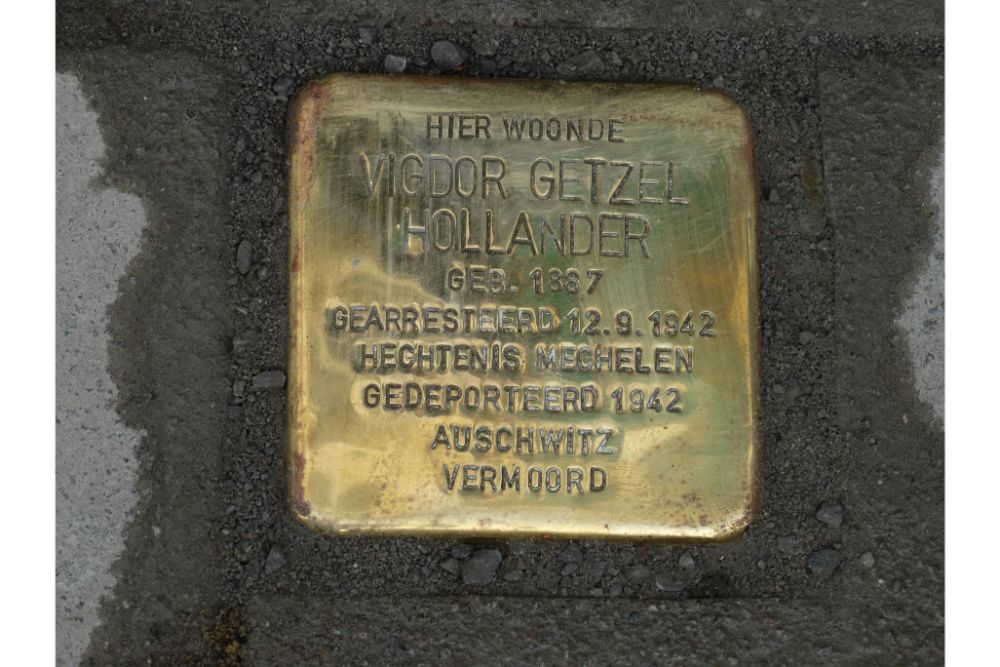 HIER WOONDE
VIGDOR GETZEL
HOLLANDER
GEB. 1887
GEARRESTEERD 12.9.1942
HECHTENIS MECHELEN
GEDEPORTEERD 1942
AUSCHWITZ
VERMOORD